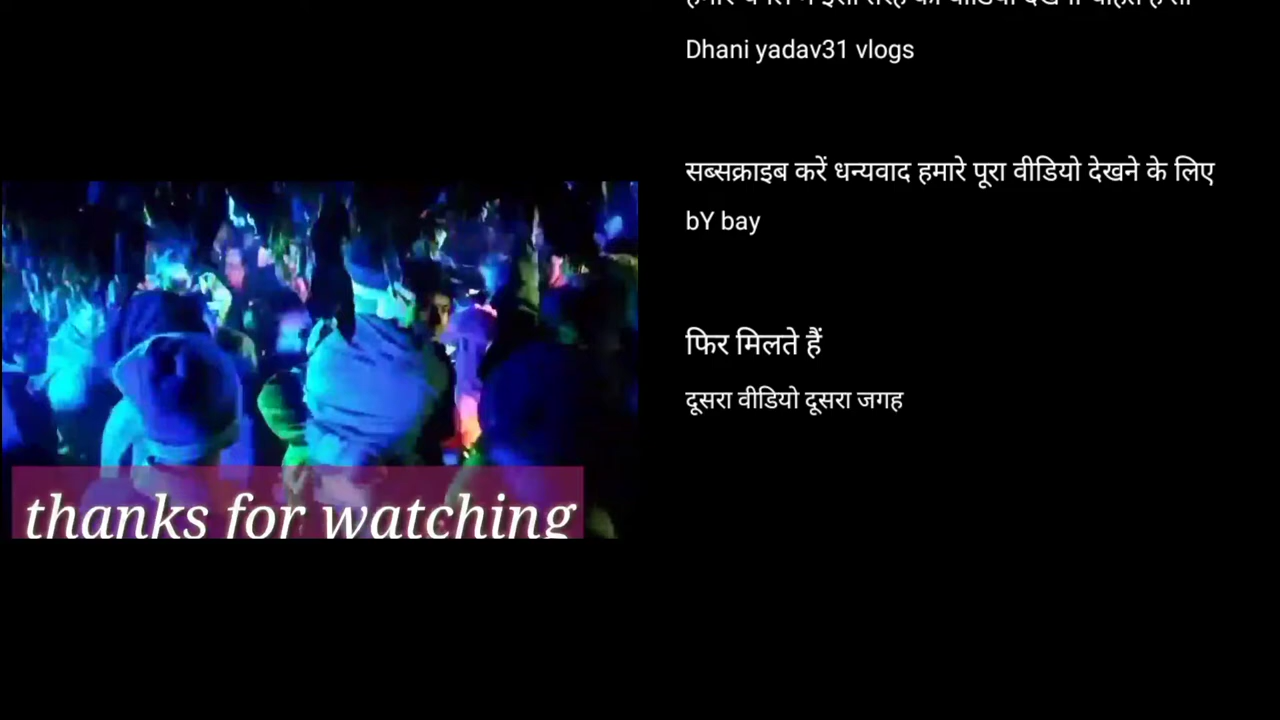 Dhani yadav31 vlogs
सब्सक्राइब करें धन्यवाद हमारे पूरा वीडियो देखने के लिए
bY bay
फिर मिलते हैं
दूसरा वीडियो दूसरा जगह
thanks for watching